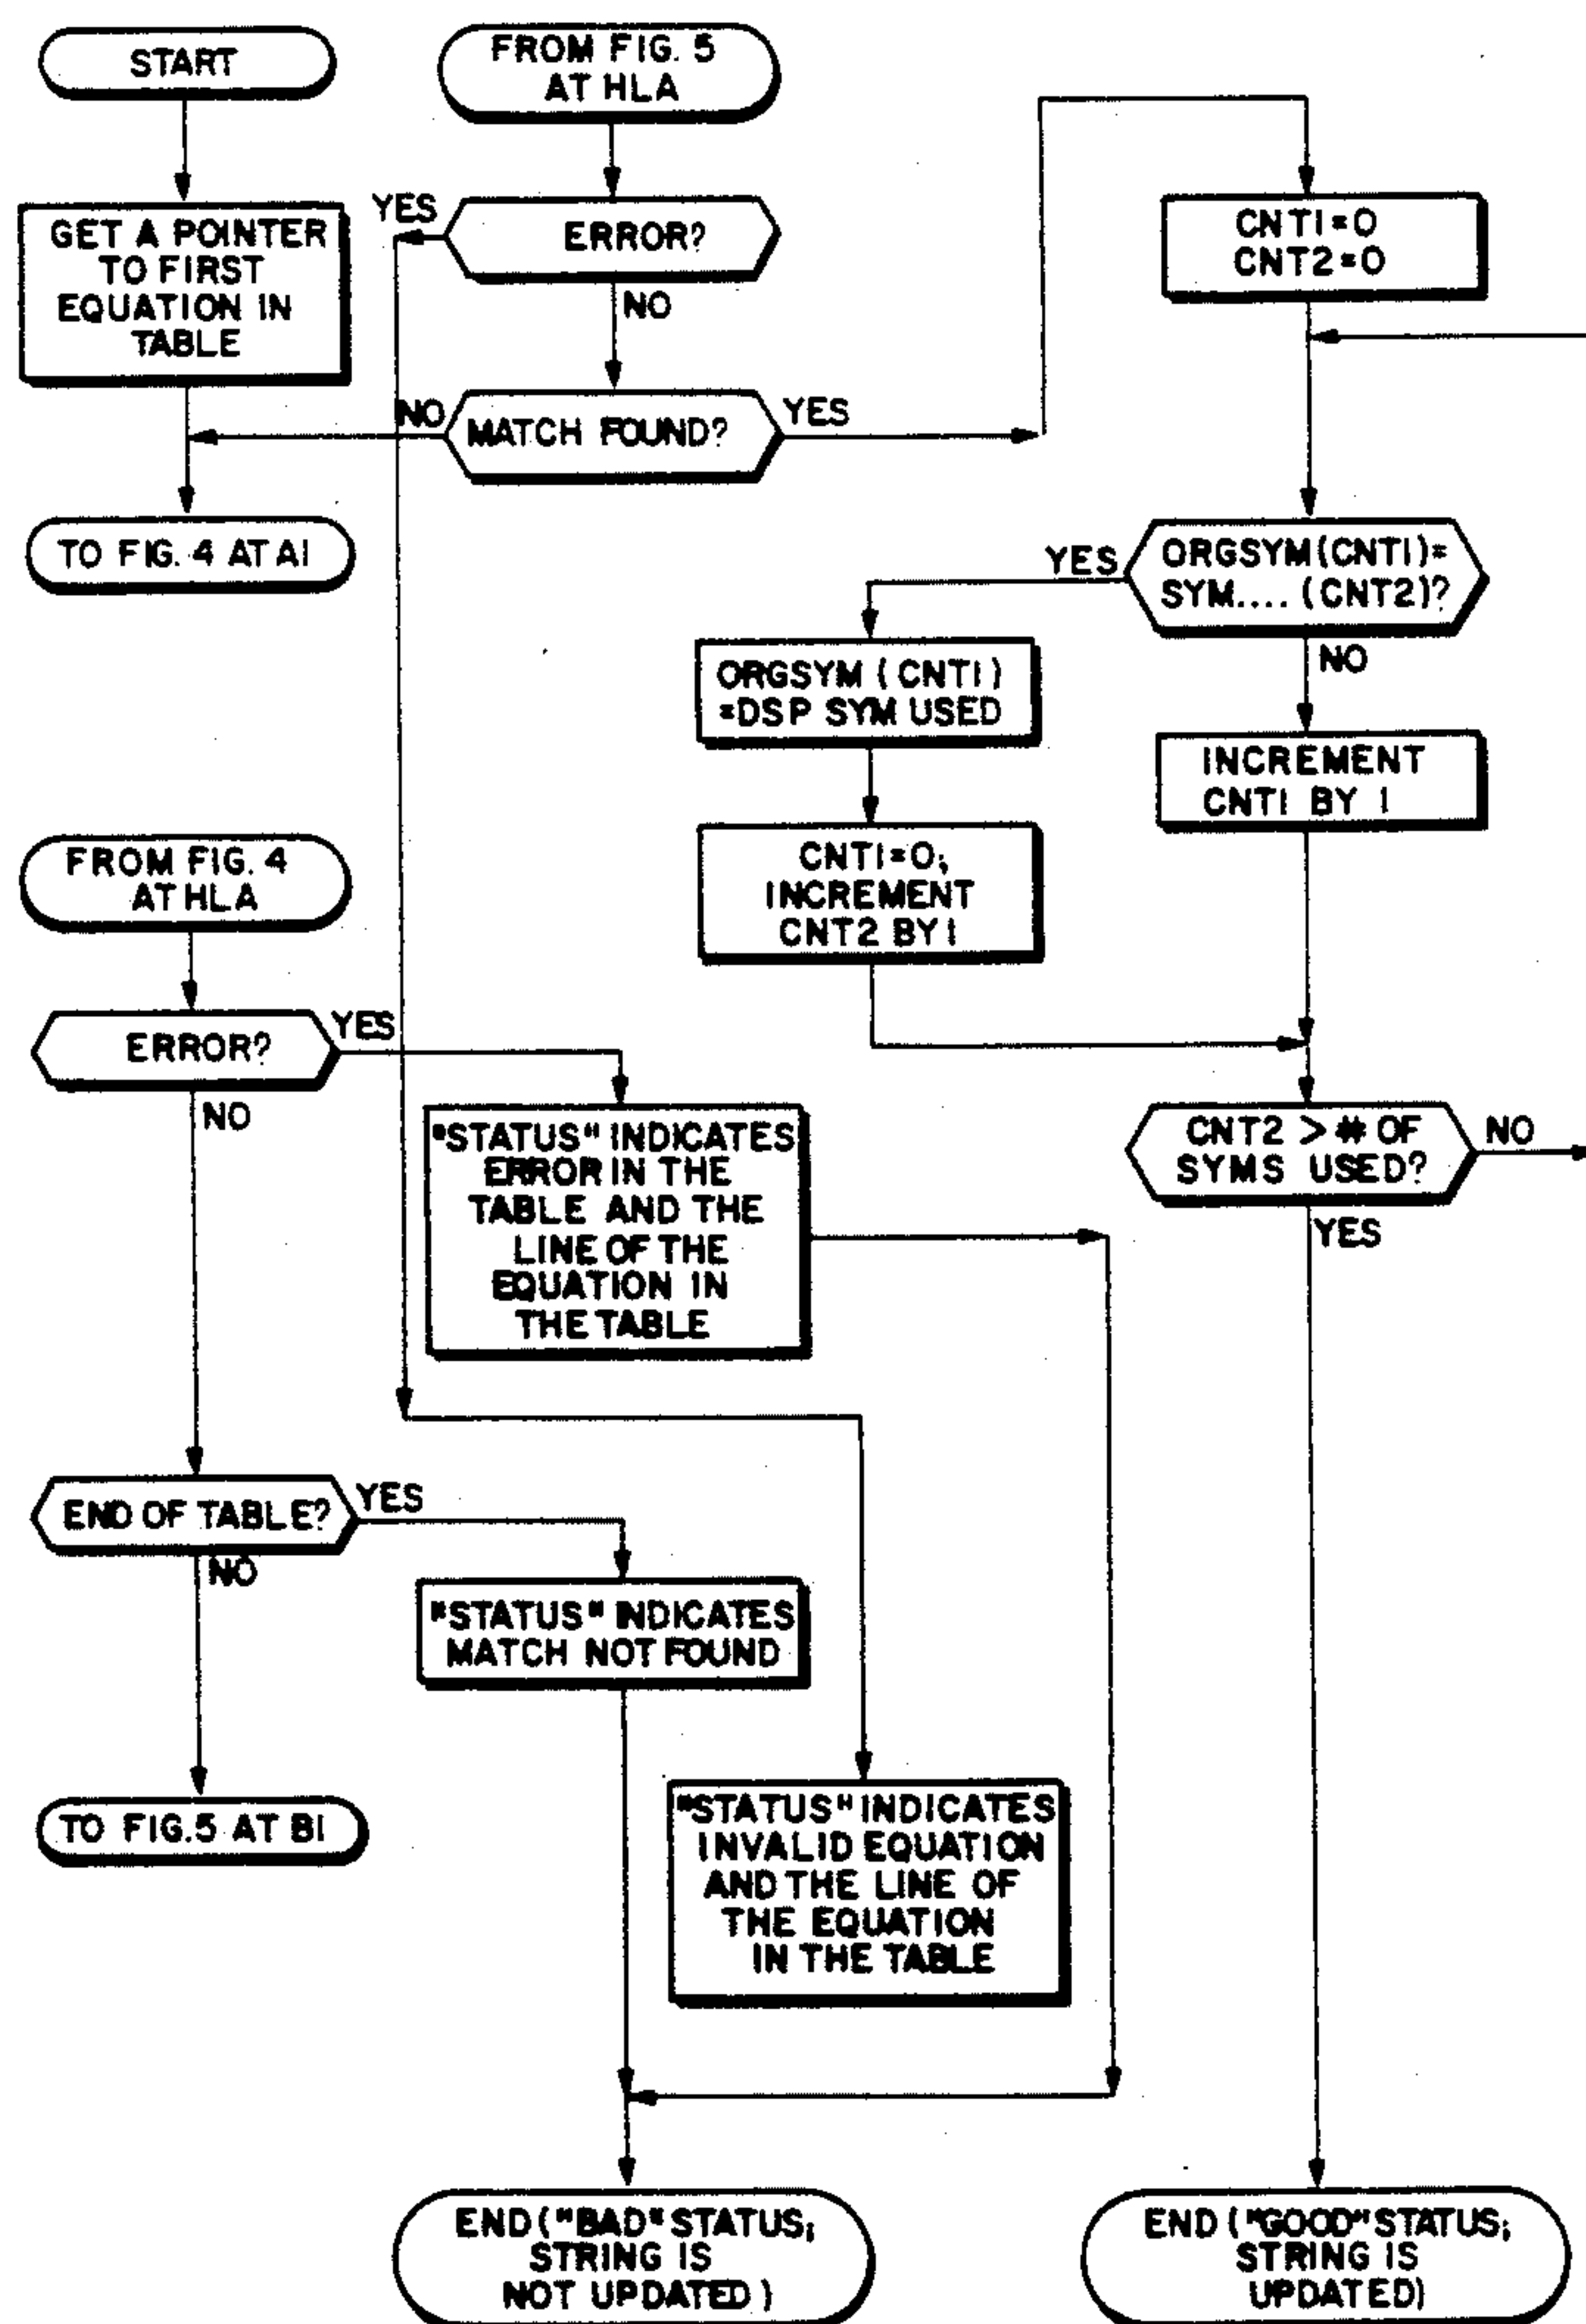 START
FROM FIG. 5
AT HLA
GET A POINTER
TO FIRST
EQUATION IN
TABLE
YES
ERROR?
NO
CNT1=0
CNT2=0
NO
MATCH FOUND?
YES
TO FIG. 4 AT A1
YES
ORGSYM(CNT1)=
SYM....(CNT2)?
NO
ORGSYM (CNT1)
=DSP SYM USED
INCREMENT
CNT1 BY 1
CNT1=0;
INCREMENT
CNT2 BY 1
FROM FIG. 4
AT HLA
ERROR?
YES
NO
"STATUS" INDICATES
ERROR IN THE
TABLE AND THE
LINE OF THE
EQUATION IN
THE TABLE
CNT2 > # OF
SYMS USED?
NO
YES
END OF TABLE?
YES
NO
"STATUS" INDICATES
MATCH NOT FOUND
TO FIG.5 AT B1
"STATUS" INDICATES
INVALID EQUATION
AND THE LINE OF
THE EQUATION
IN THE TABLE
END ("BAD" STATUS;
STRING IS
NOT UPDATED)
END ("GOOD" STATUS;
STRING IS
UPDATED)